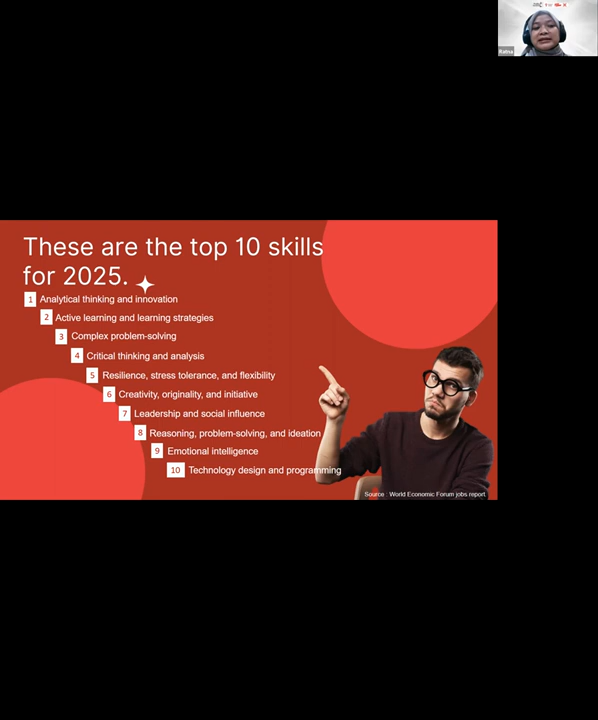 Ratna
These are the top 10 skills
for 2025.
1 Analytical thinking and innovation
2 Active learning and learning strategies
3 Complex problem-solving
4 Critical thinking and analysis
5 Resilience, stress tolerance, and flexibility
6 Creativity, originality, and initiative
7 Leadership and social influence
8 Reasoning, problem-solving, and ideation
9 Emotional intelligence
10 Technology design and programming
Source : World Economic Forum jobs report.